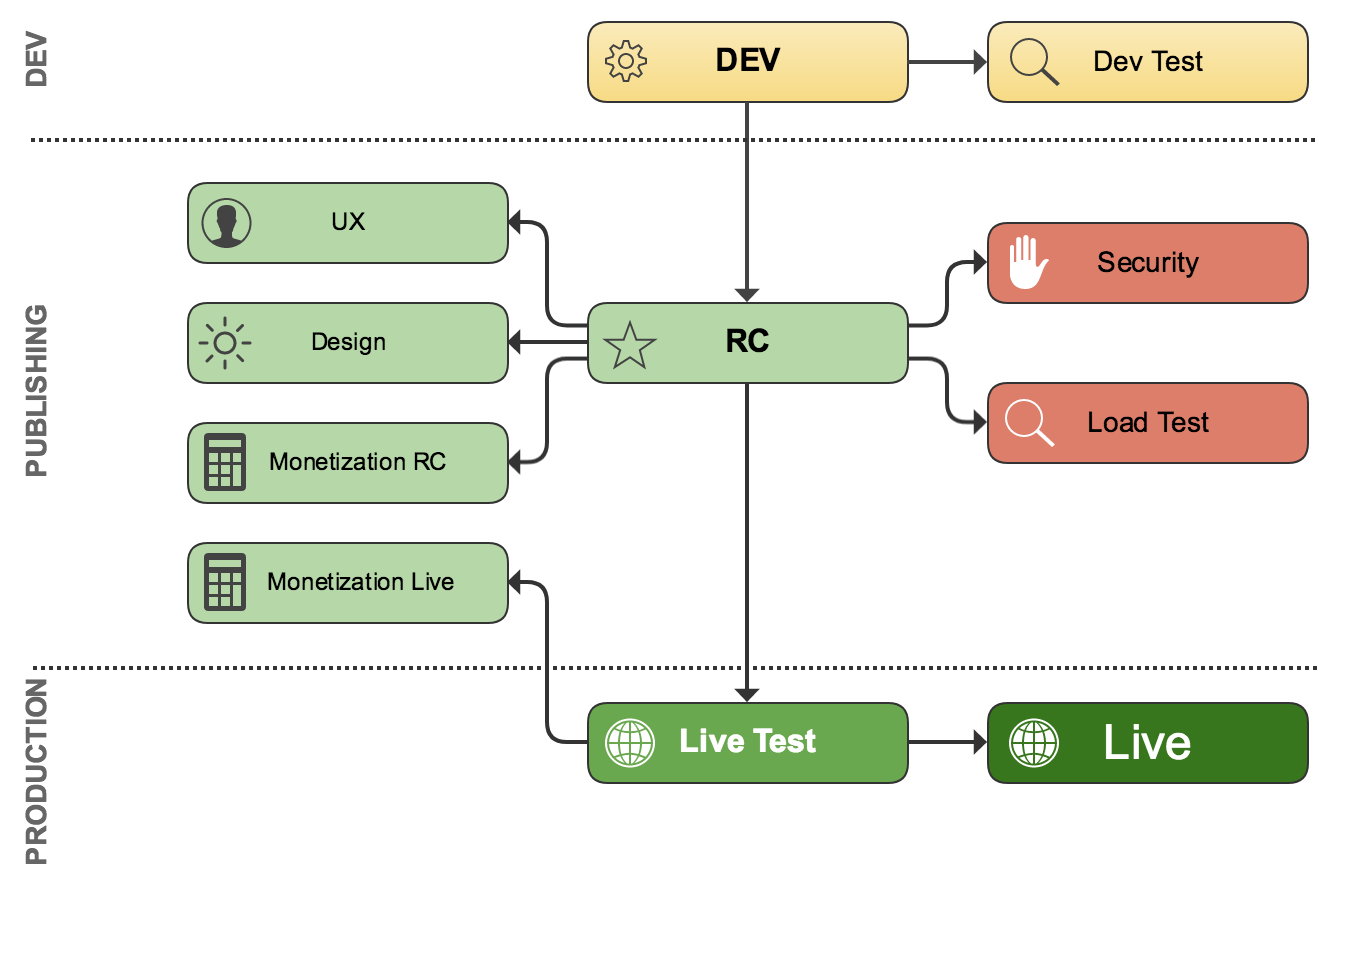 DEV
DEV
Dev Test
PUBLISHING
UX
Security
Design
RC
Load Test
Monetization RC
Monetization Live
PRODUCTION
Live Test
Live